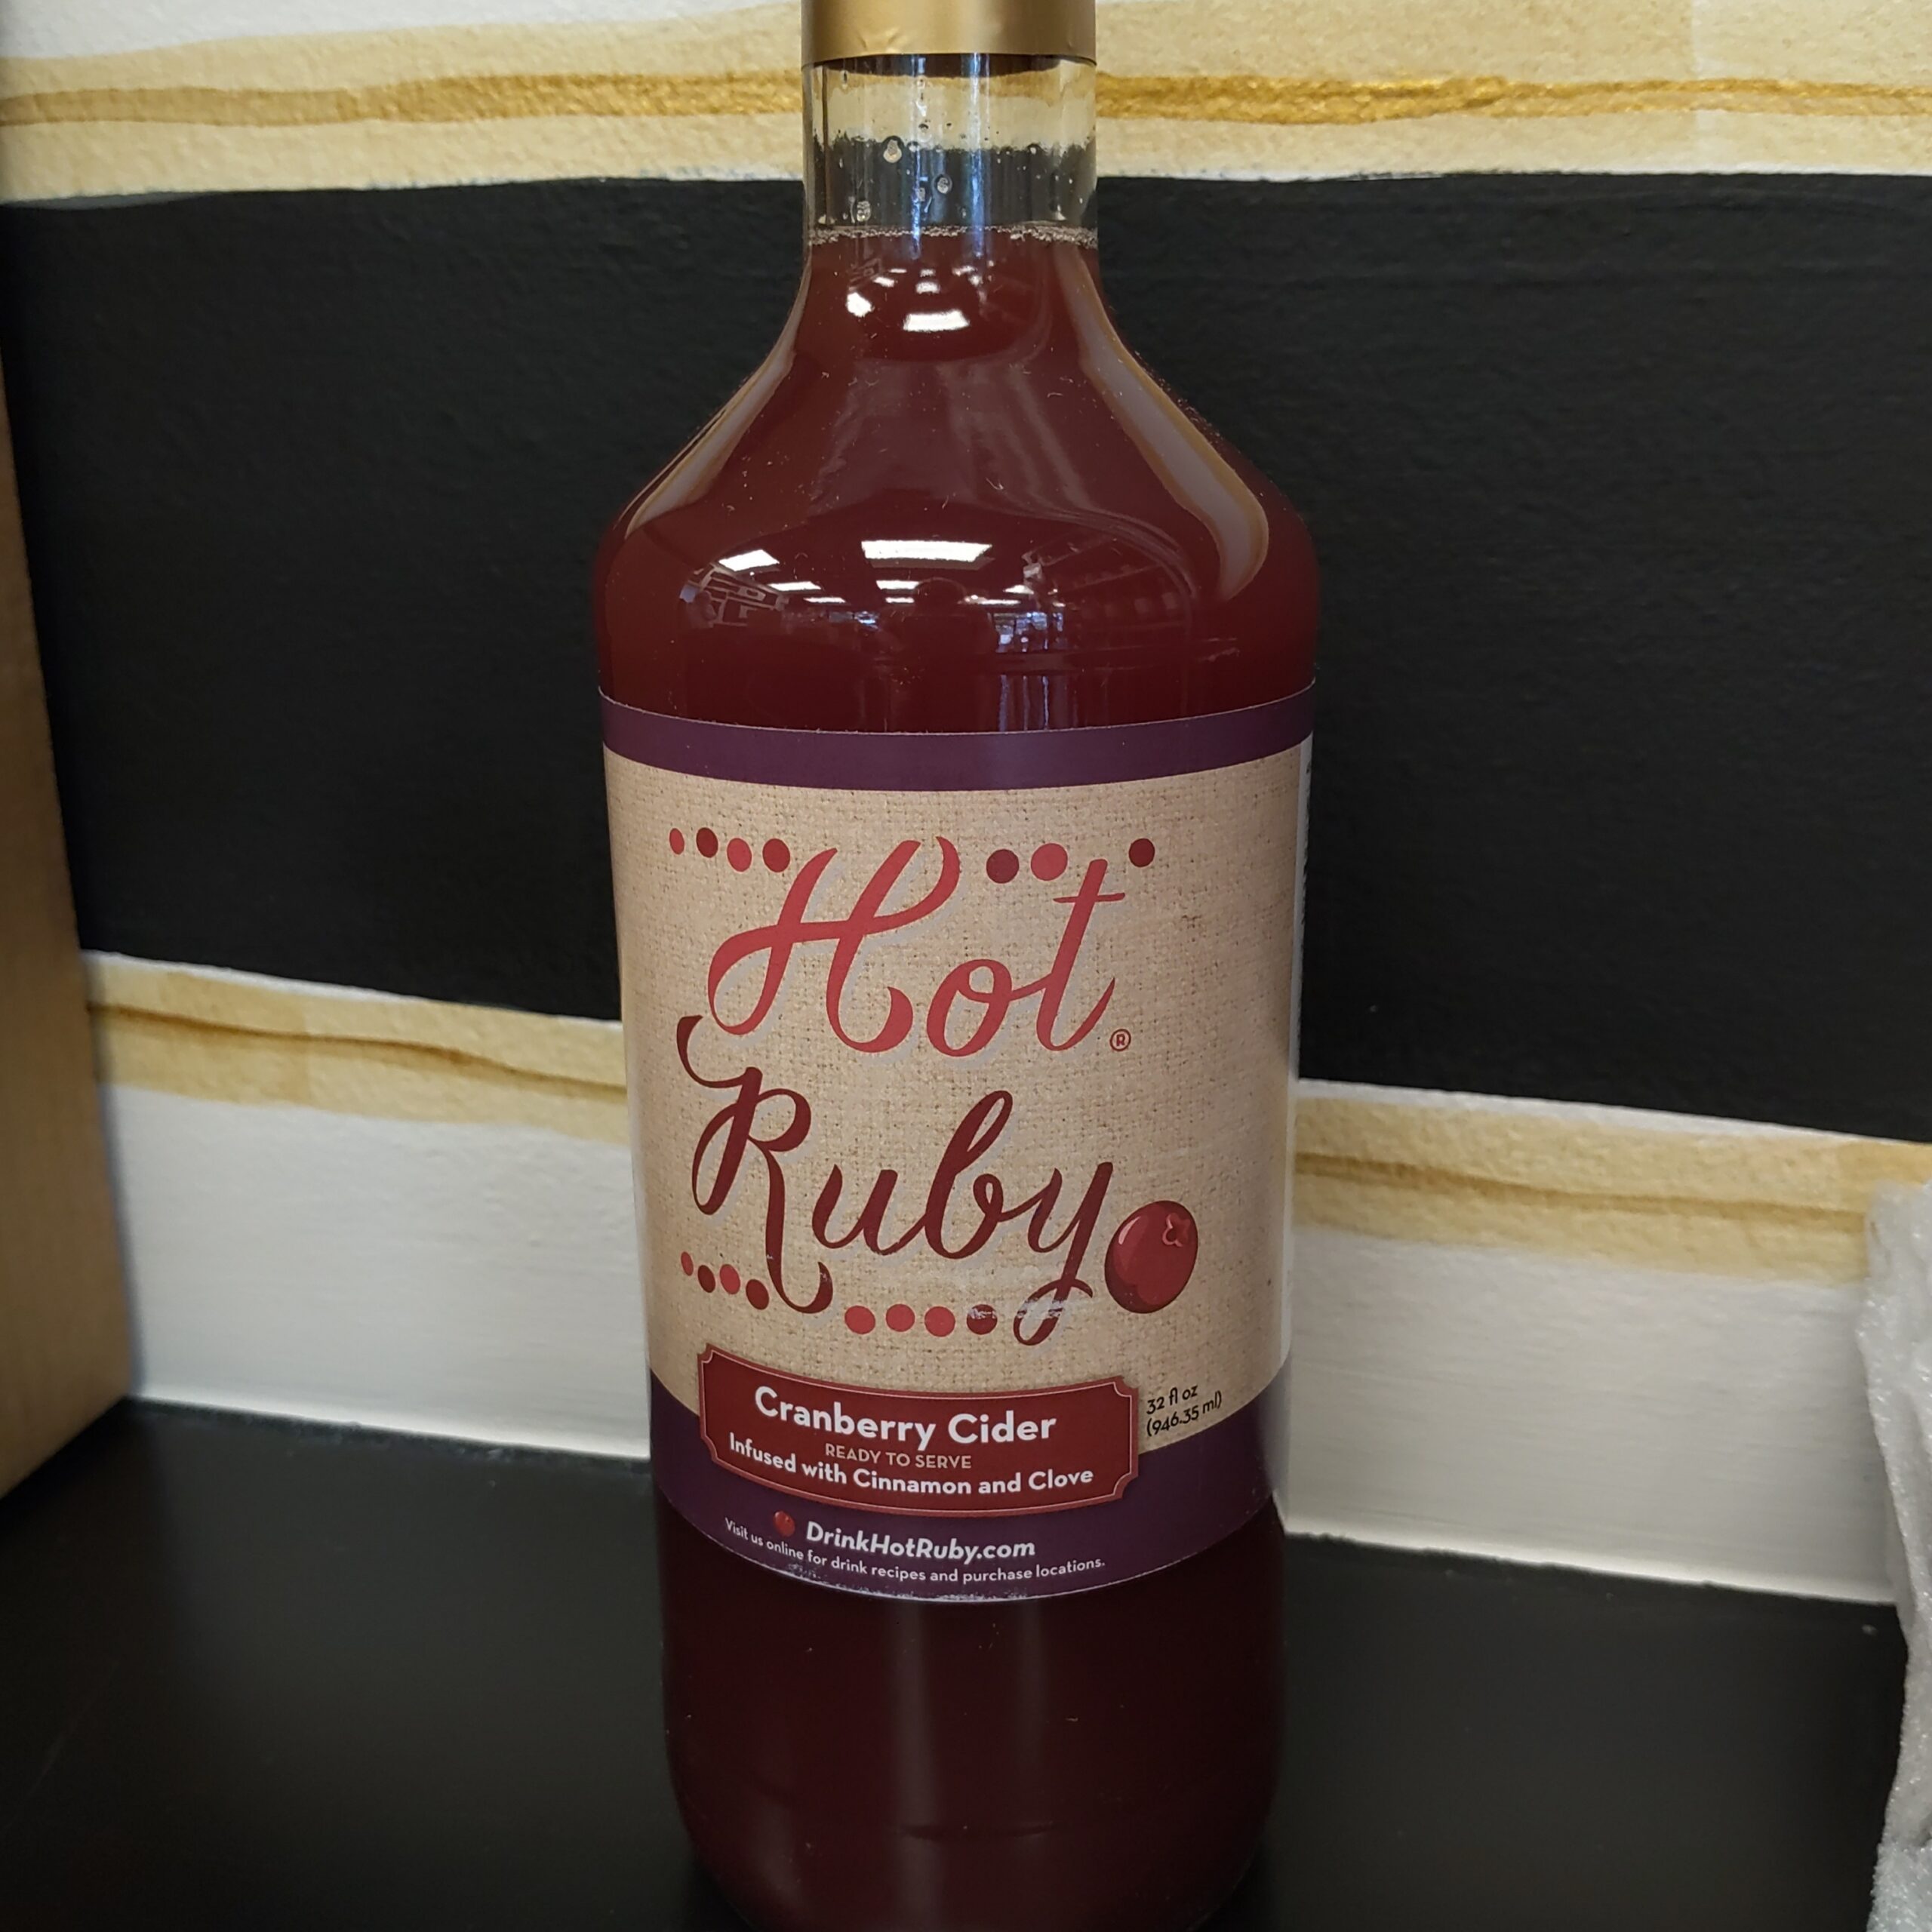 Hot®
Ruby
Cranberry Cider
READY TO SERVE
Infused with Cinnamon and Clove
32 fl oz
(946.35 ml)
DrinkHotRuby.com
Visit us online for drink recipes and purchase locations.